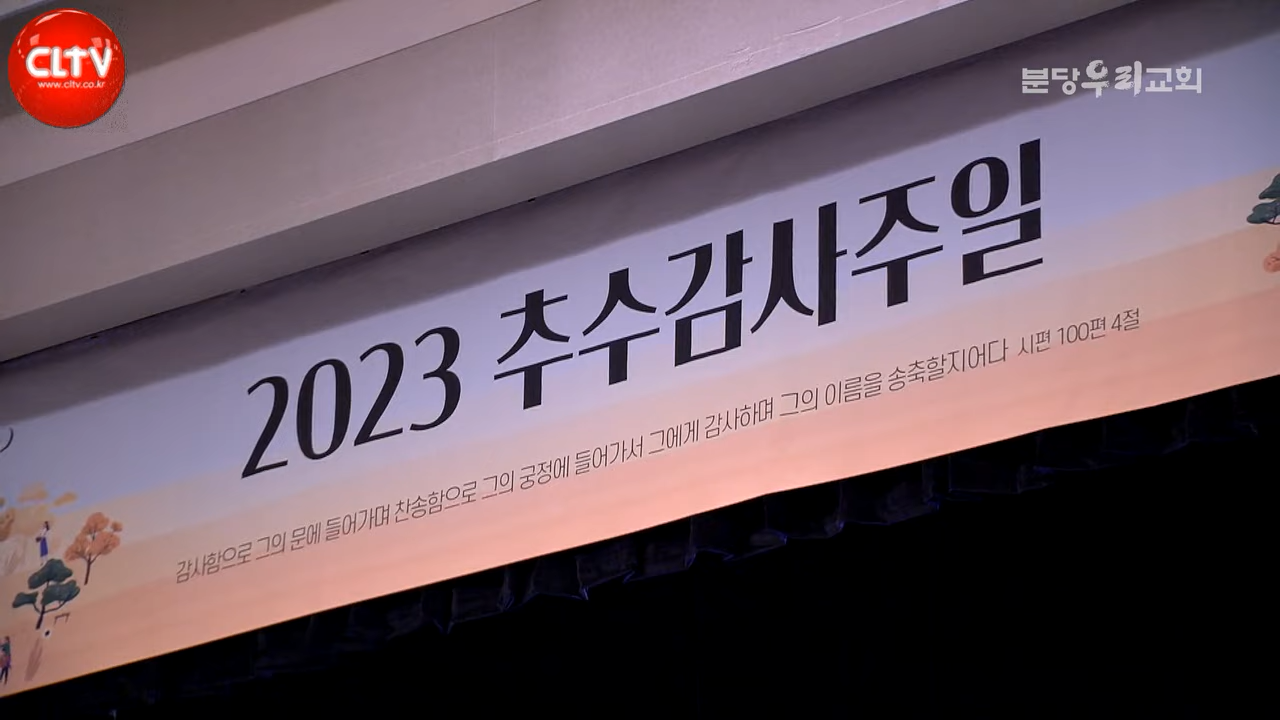 CLTV
www.cltv.co.kr
분당우리교회
2023 추수감사주일
감사함으로 그의 문에 들어가며 찬송함으로 그의 궁정에 들어가서 그에게 감사하며 그의 이름을 송축할지어다 시편 100편 4절